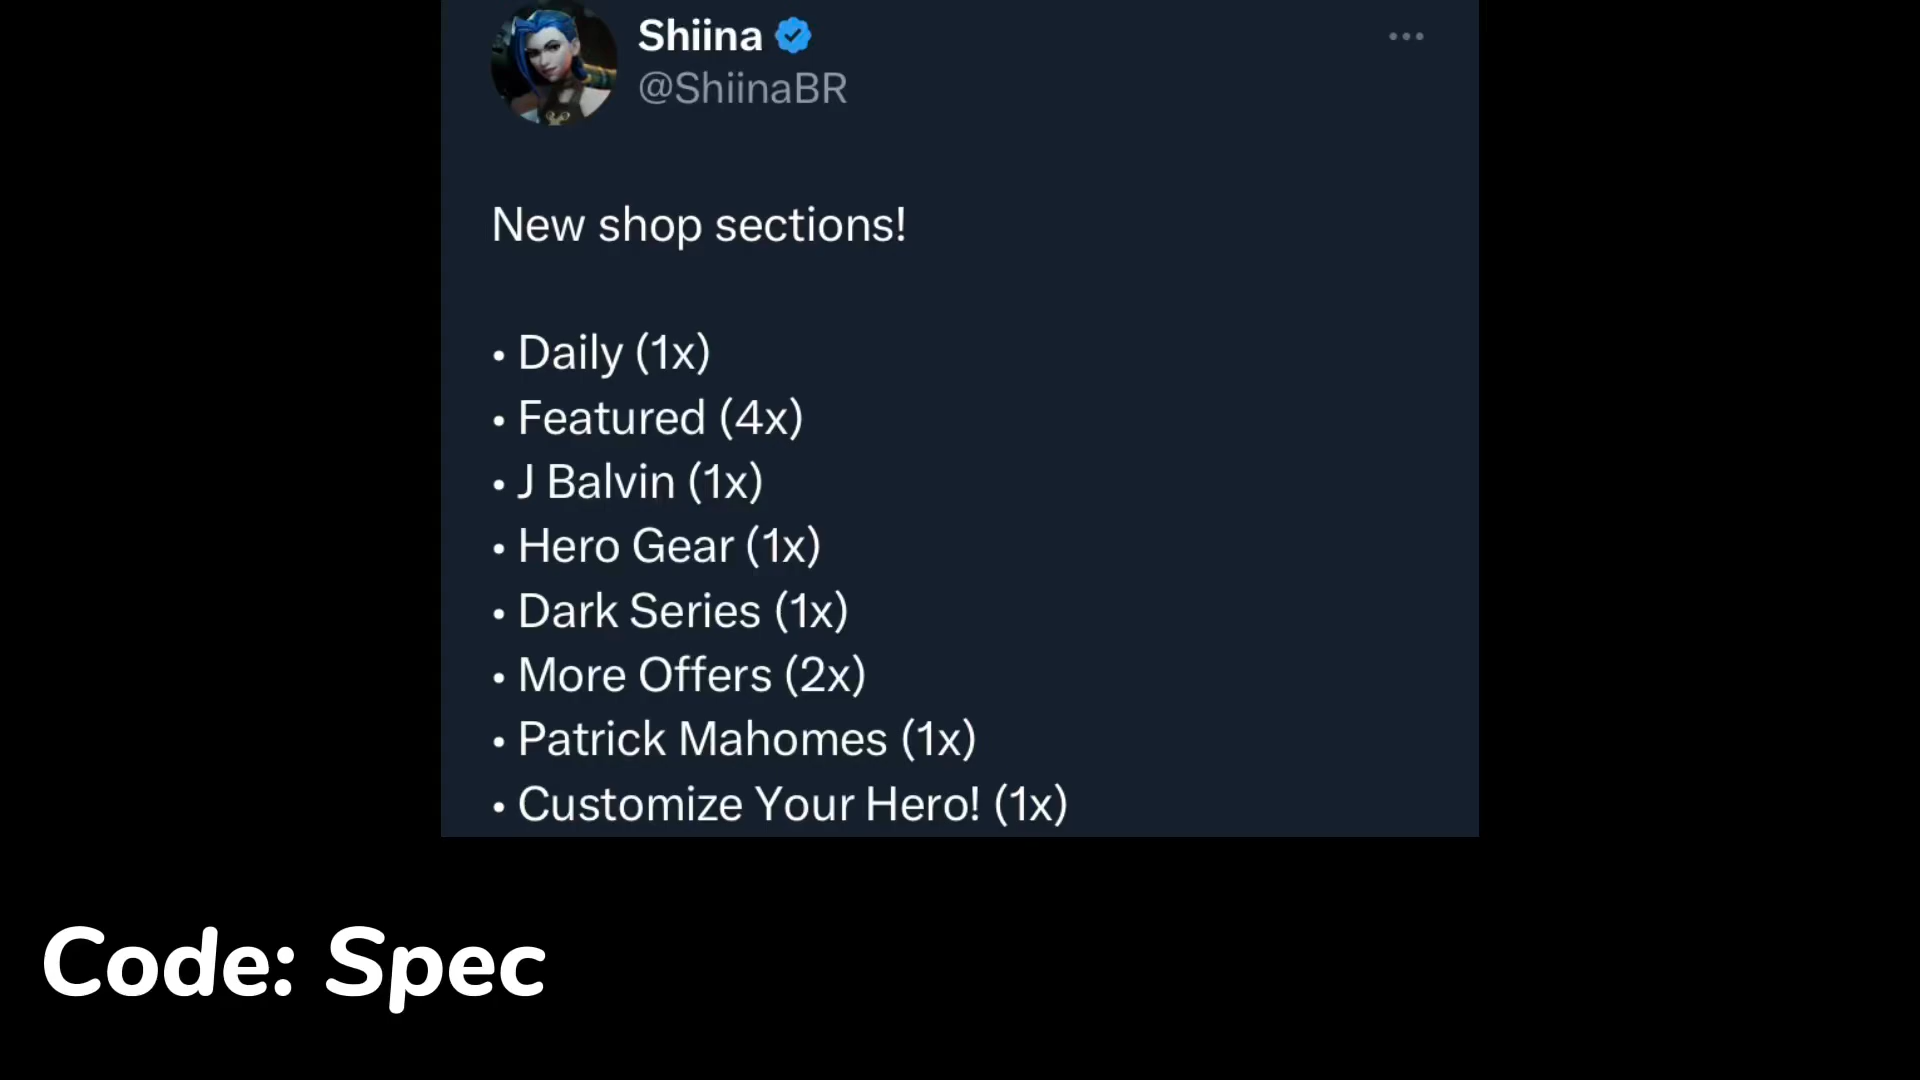 Shiina
@ShiinaBR
New shop sections!
• Daily (1x)
• Featured (4x)
• J Balvin (1x)
• Hero Gear (1x)
• Dark Series (1x)
• More Offers (2x)
• Patrick Mahomes (1x)
• Customize Your Hero! (1x)
Code: Spec